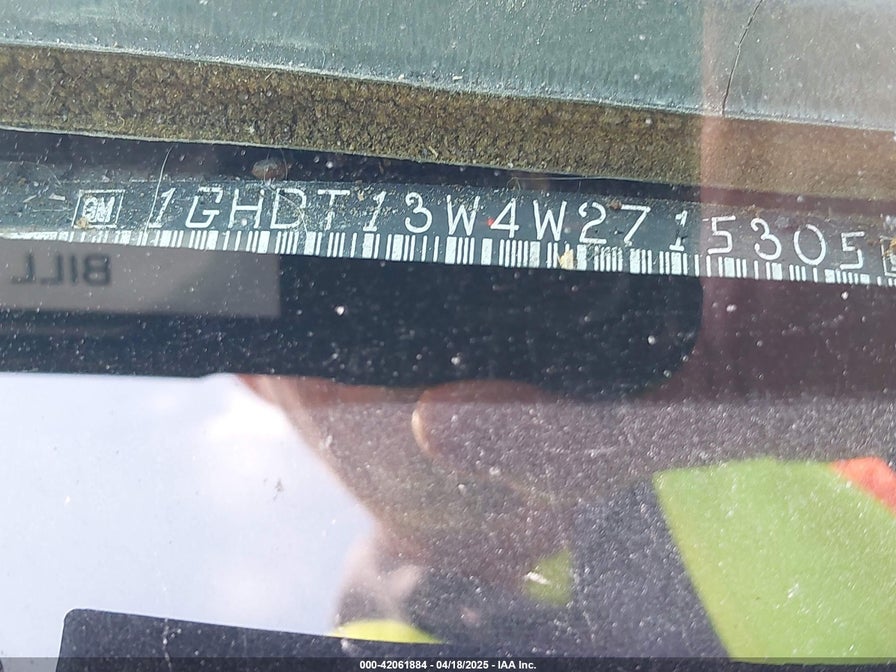 GM 1GHDT13W4W2715305
BILL
000-42061884 - 04/18/2025 - IAA Inc.